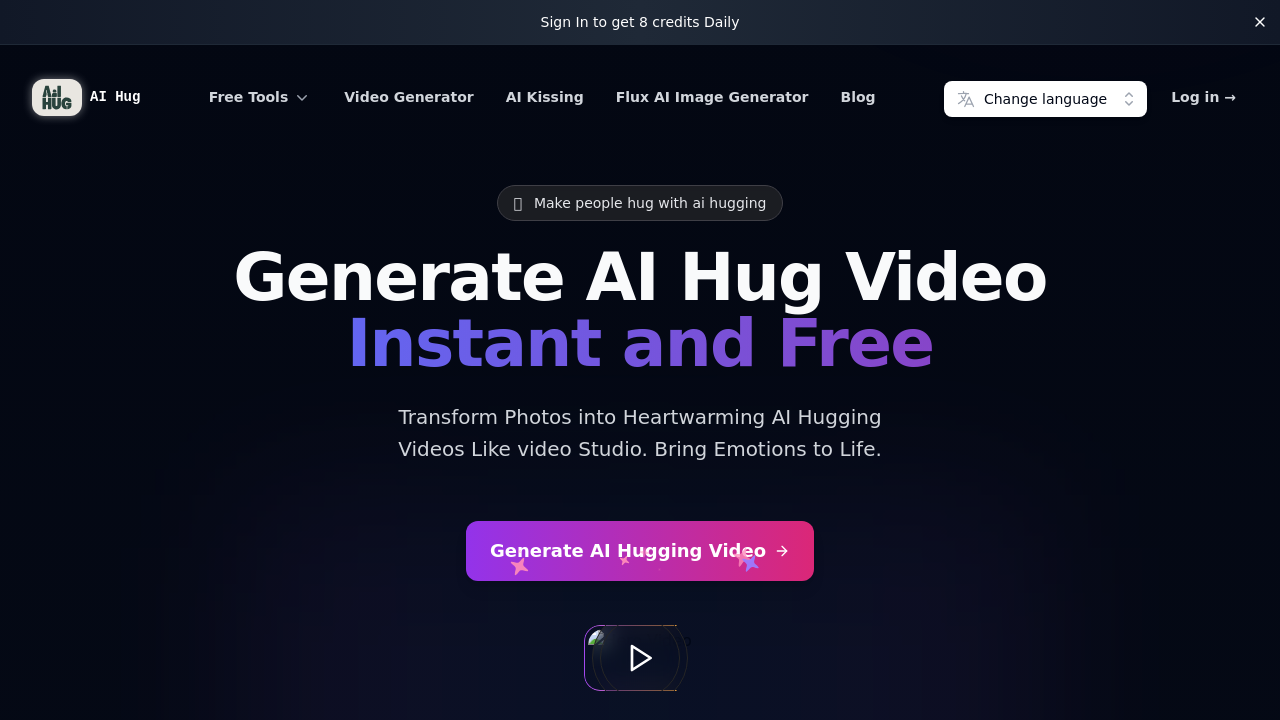 Sign In to get 8 credits Daily
AI HUG
AI Hug
Free Tools
Video Generator
AI Kissing
Flux AI Image Generator
Blog
Change language
Log in →
Make people hug with ai hugging
Generate AI Hug Video
Instant and Free
Transform Photos into Heartwarming AI Hugging
Videos Like video Studio. Bring Emotions to Life.
Generate AI Hugging Video →